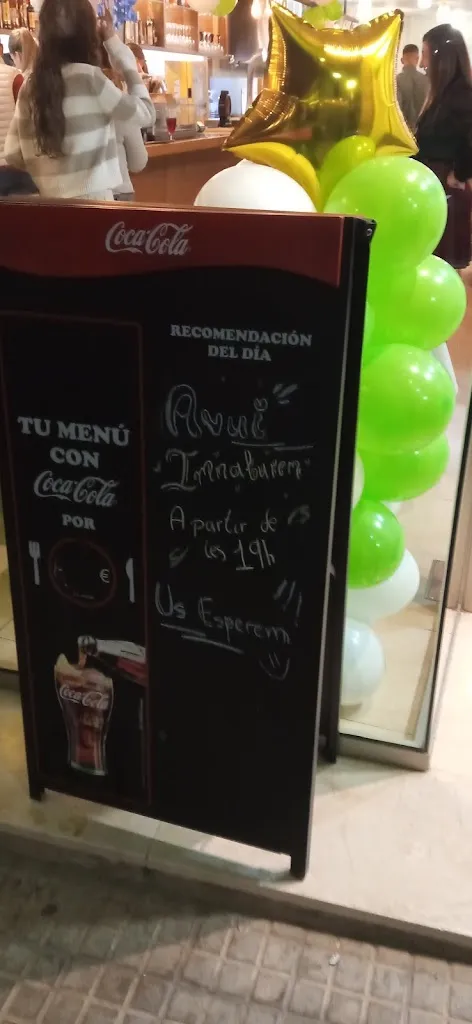 Coca-Cola
RECOMENDACIÓN
DEL DÍA
Avui
Innaturem
A partir de
les 19h
Us Esperem!!!
TU MENÚ
CON
Coca-Cola
POR
€
Coca-Cola